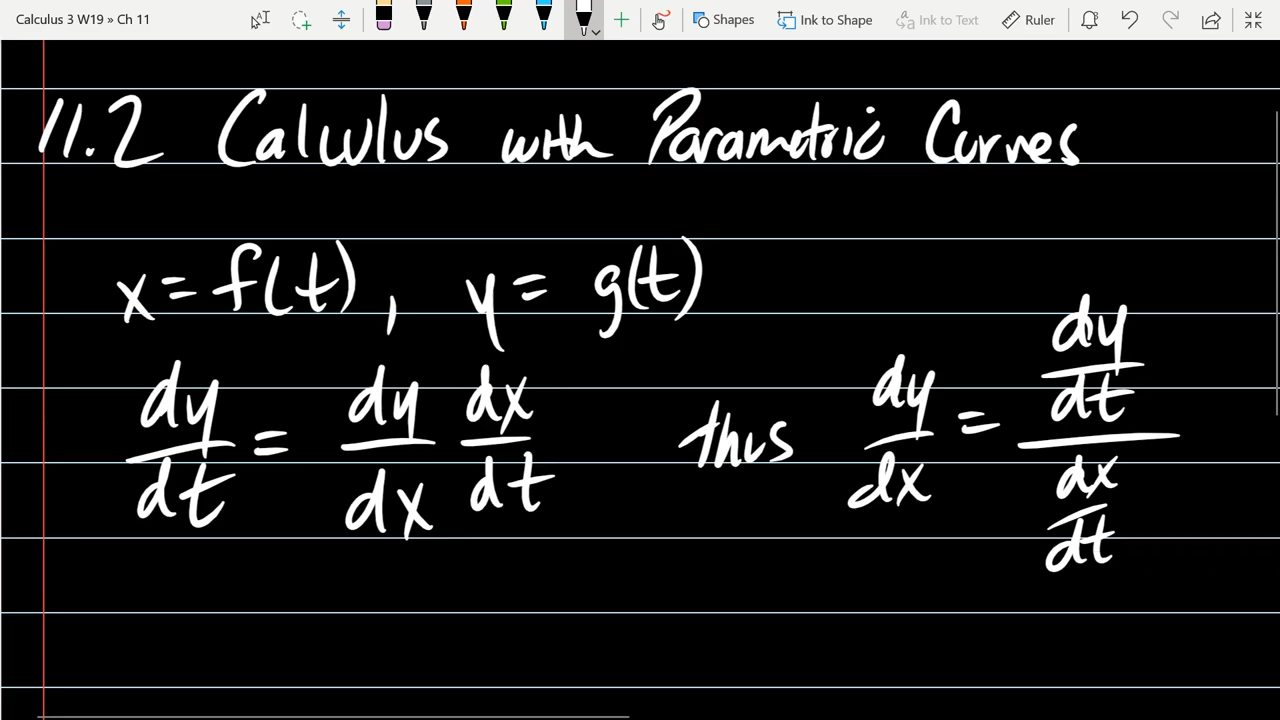 Calculus 3 W19 » Ch 11 Shapes Ink to Shape Ink to Text Ruler
11.2 Calculus with Parametric Curves
x = f(t), y = g(t)
dy/dt = dy/dx dx/dt thus dy/dx = (dy/dt)/(dx/dt)